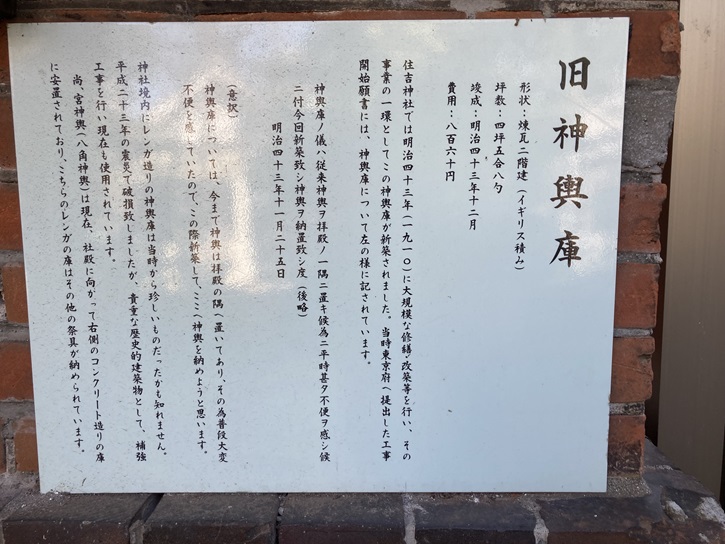 旧神輿庫
形状：煉瓦二階建（イギリス積み）
坪数：四坪五合八勺
竣成：明治四十三年十二月
費用：八百六十円
住吉神社では明治四十三年（一九一〇）に大規模な修繕・改築等を行い、その
事業の一環としてこの神輿庫が新築されました。当時東京府へ提出した工事
開始願書には、神輿庫について左の様に記されています。
神輿庫ノ儀ハ従来神輿ヲ拝殿ノ一隅ニ置キ候為ニ平時甚タ不便ヲ感シ候
ニ付今回新築致シ神輿ヲ納置致シ度（後略）
明治四十三年十一月二十五日
（意訳）
神輿庫については、今まで神輿は拝殿の隅へ置いてあり、その為普段大変
不便を感じていたので、この際新築して、ここへ神輿を納めようと思います。
神社境内にレンガ造りの神輿庫は当時から珍しいものだったかも知れません。
平成二十三年の震災で破損致しましたが、貴重な歴史的建築物として、補強
工事を行い現在も使用されています。
尚、宮神輿（八角神輿）は現在、社殿に向かって右側のコンクリート造りの庫
に安置されており、こちらのレンガの庫はその他の祭具が納められています。